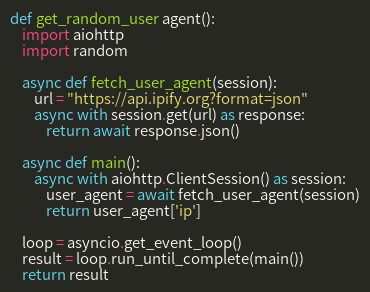 def get_random_user agent():
import aiohttp
import random
async def fetch_user_agent(session):
url = "https://api.ipify.org?format=json"
async with session.get(url) as response:
return await response.json()
async def main():
async with aiohttp.ClientSession() as session:
user_agent = await fetch_user_agent(session)
return user_agent['ip']
loop = asyncio.get_event_loop()
result = loop.run_until_complete(main())
return result